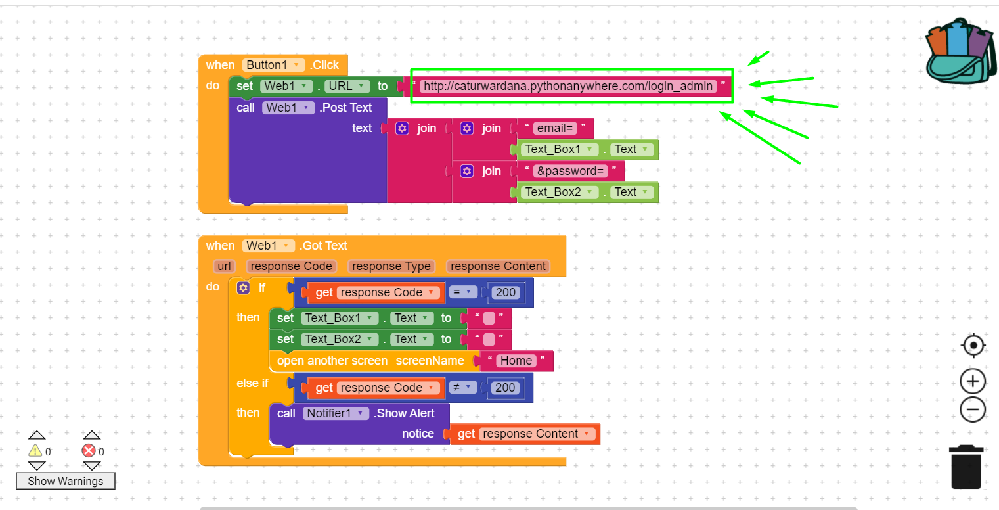 when Button1 .Click
do set Web1 . URL to “ http://caturwardana.pythonanywhere.com/login_admin ”
call Web1 .Post Text
text join join “ email= ”
Text_Box1 . Text
join “ &password= ”
Text_Box2 . Text
when Web1 .Got Text
url response Code response Type response Content
do if get response Code = 200
then set Text_Box1 . Text to “ ”
set Text_Box2 . Text to “ ”
open another screen screenName “ Home ”
else if get response Code ≠ 200
then call Notifier1 .Show Alert
notice get response Content
0 0
Show Warnings